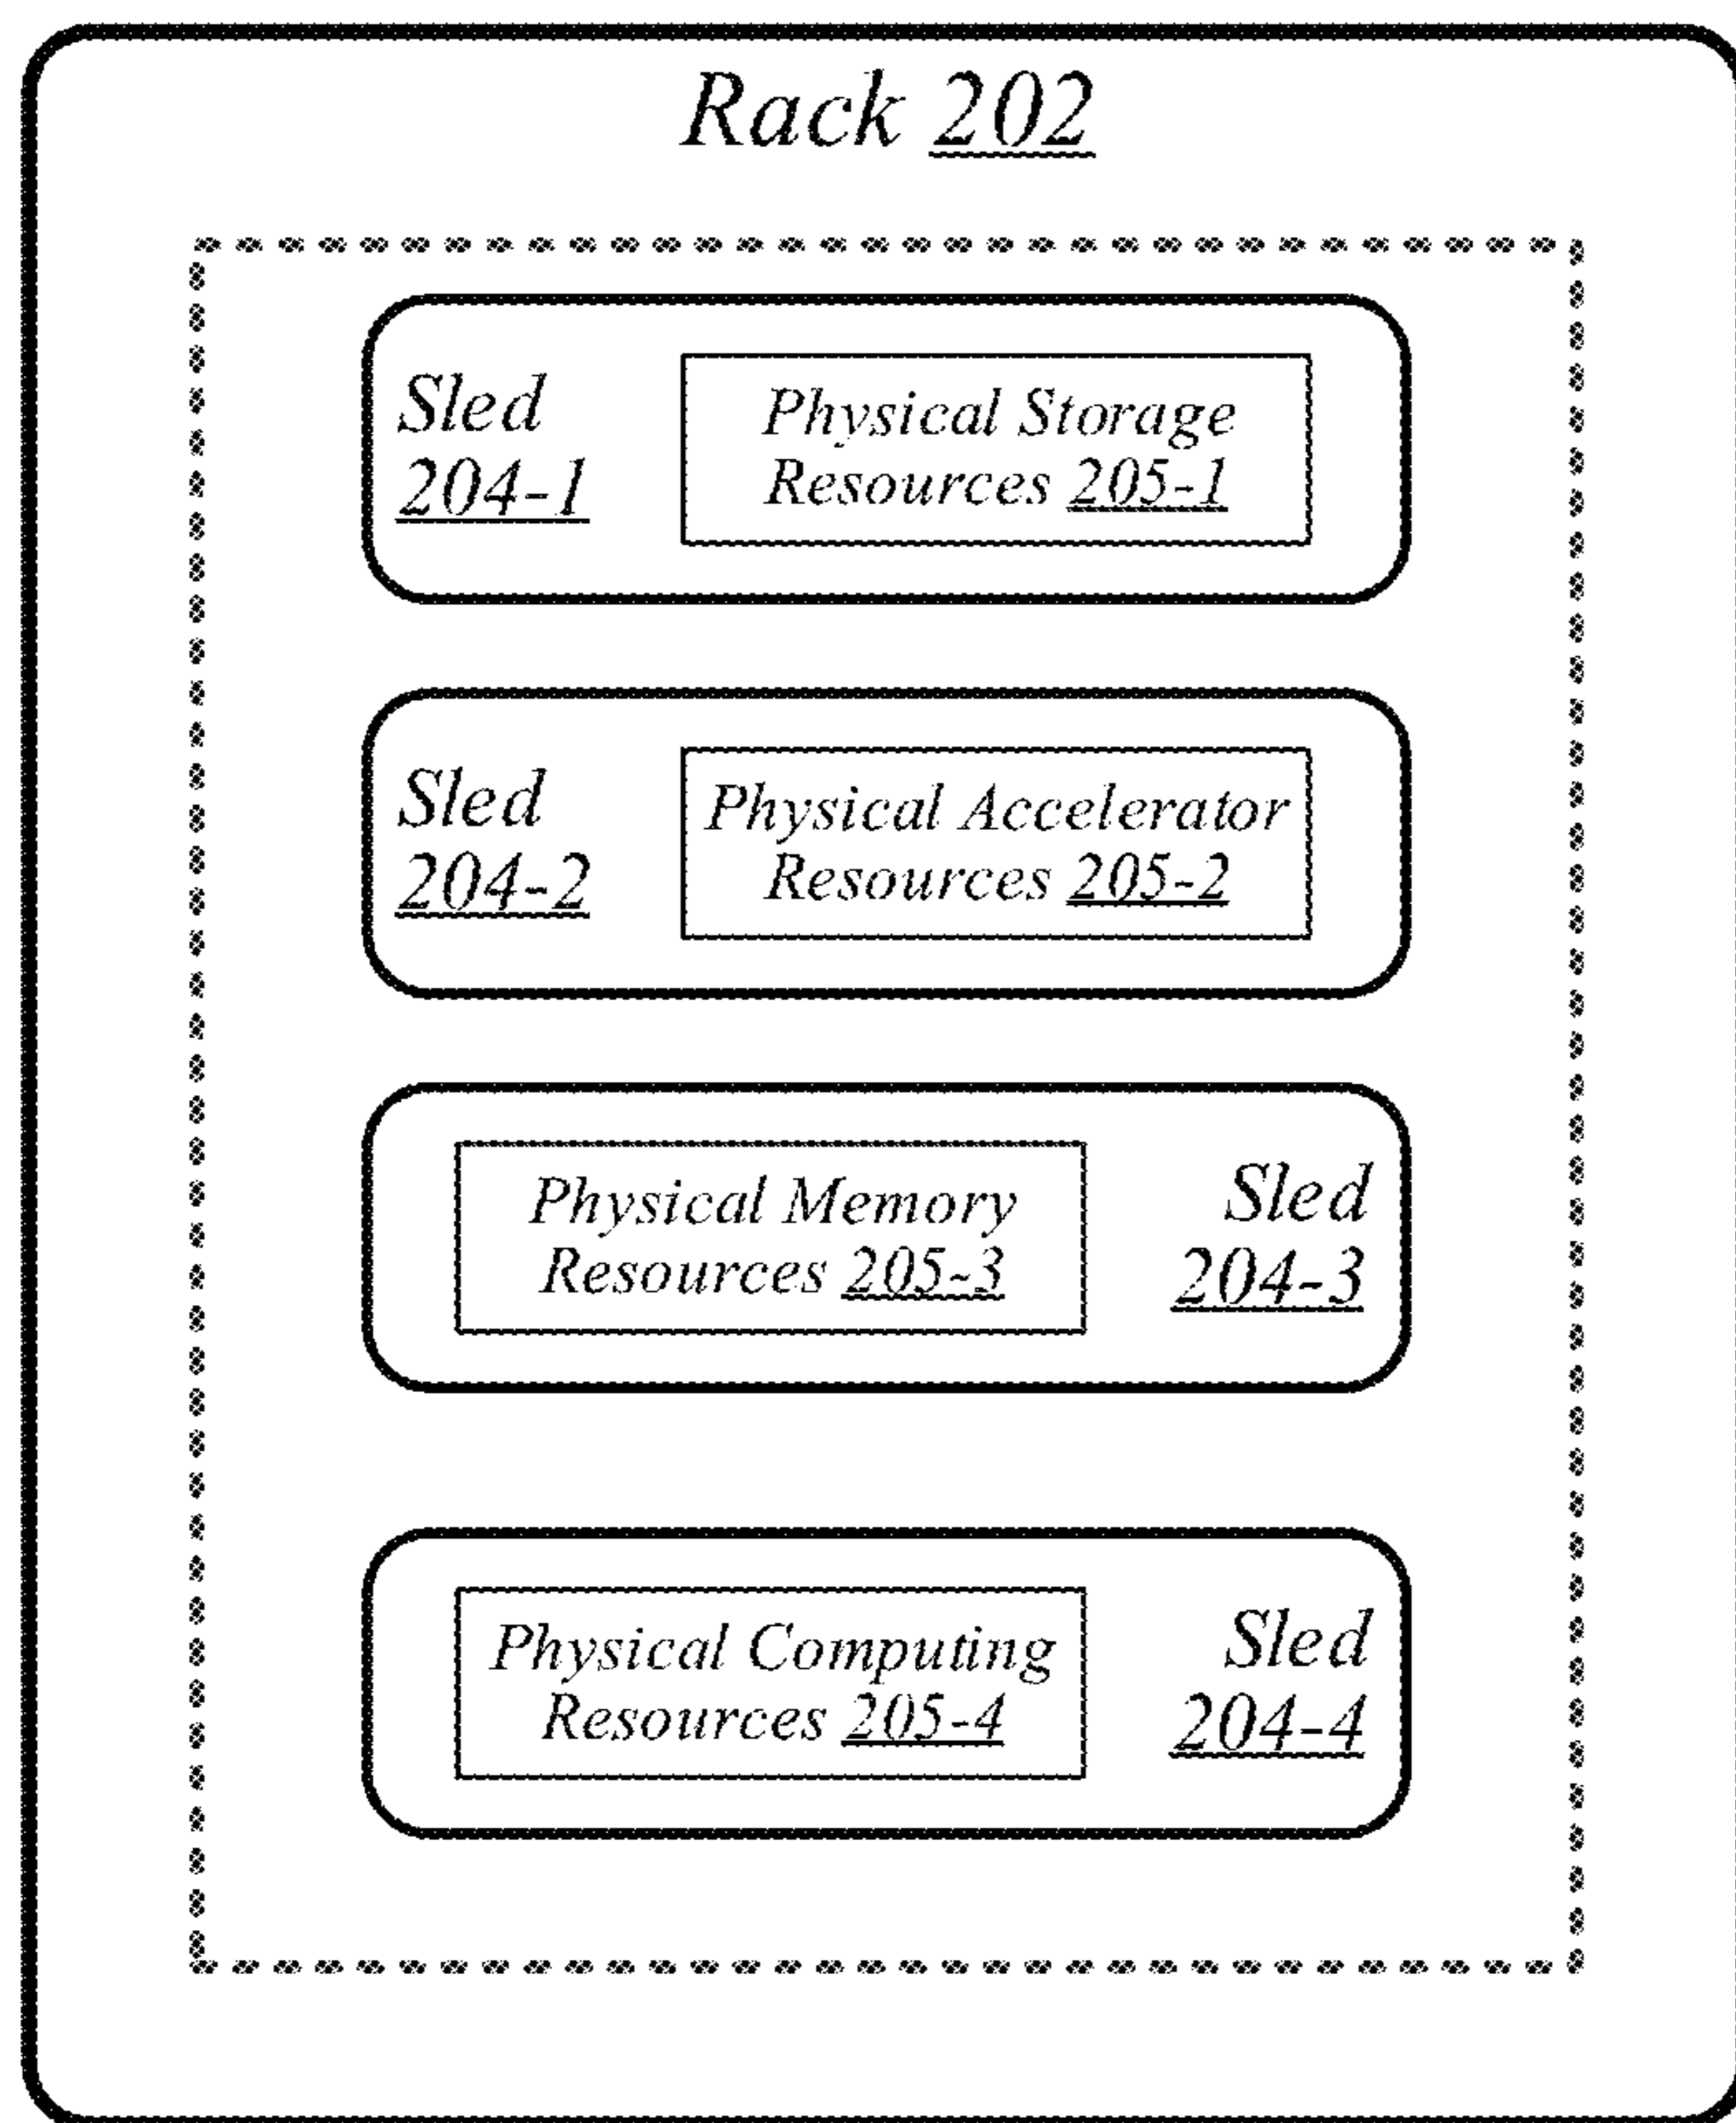 Rack 202
Sled
204-1
Physical Storage
Resources 205-1
Sled
204-2
Physical Accelerator
Resources 205-2
Physical Memory
Resources 205-3
Sled
204-3
Physical Computing
Resources 205-4
Sled
204-4